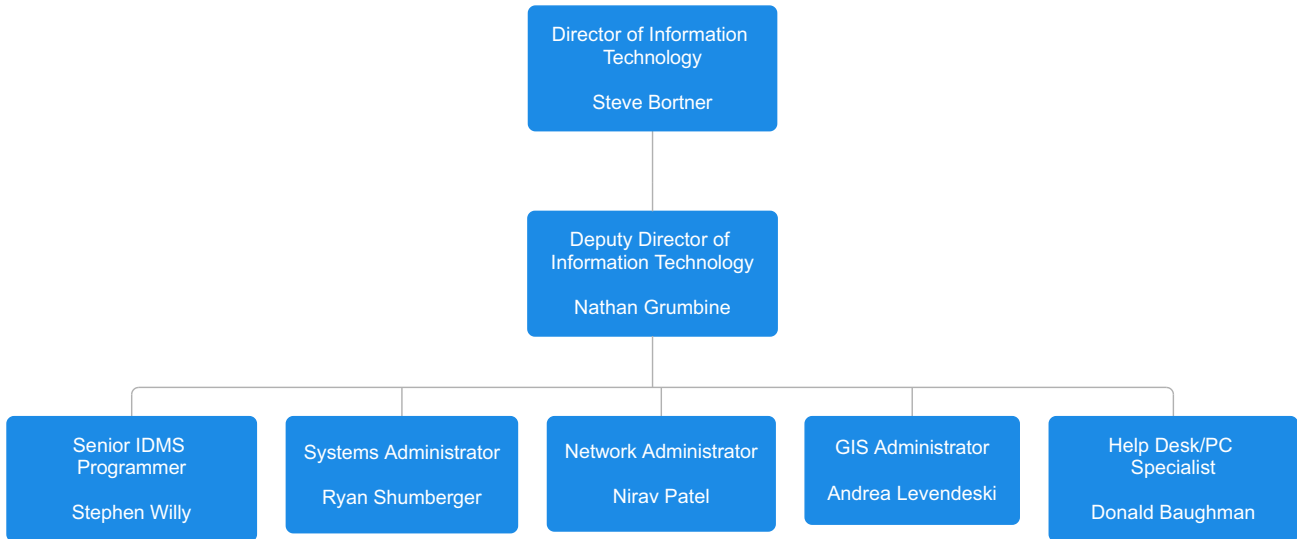 Director of Information
Technology
Steve Bortner
Deputy Director of
Information Technology
Nathan Grumbine
Senior IDMS
Programmer
Stephen Willy
Systems Administrator
Ryan Shumberger
Network Administrator
Nirav Patel
GIS Administrator
Andrea Levendeski
Help Desk/PC
Specialist
Donald Baughman